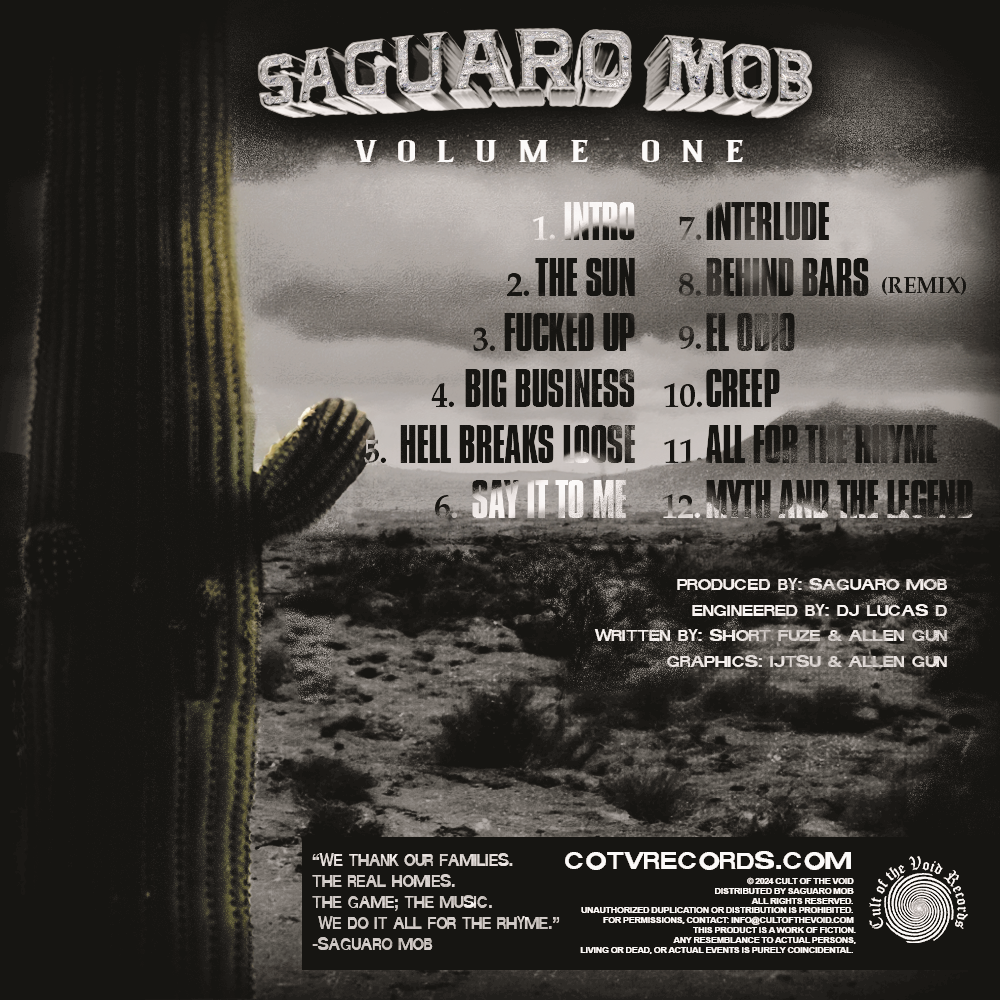 SAGUARO MOB
VOLUME ONE
1. INTRO
2. THE SUN
3. FUCKED UP
4. BIG BUSINESS
5. HELL BREAKS LOOSE
6. SAY IT TO ME
7. INTERLUDE
8. BEHIND BARS (REMIX)
9. EL ODIO
10. CREEP
11. ALL FOR THE RHYME
12. MYTH AND THE LEGEND
PRODUCED BY: SAGUARO MOB
ENGINEERED BY: DJ LUCAS D
WRITTEN BY: SHORT FUZE & ALLEN GUN
GRAPHICS: IJTSU & ALLEN GUN
“WE THANK OUR FAMILIES.
THE REAL HOMIES.
THE GAME; THE MUSIC.
WE DO IT ALL FOR THE RHYME.”
-SAGUARO MOB
COTVRECORDS.COM
© 2024 CULT OF THE VOID
DISTRIBUTED BY SAGUARO MOB
ALL RIGHTS RESERVED.
UNAUTHORIZED DUPLICATION OR DISTRIBUTION IS PROHIBITED.
FOR PERMISSIONS, CONTACT: INFO@CULTOFTHEVOID.COM
THIS PRODUCT IS A WORK OF FICTION.
ANY RESEMBLANCE TO ACTUAL PERSONS,
LIVING OR DEAD, OR ACTUAL EVENTS IS PURELY COINCIDENTAL.
Cult of the Void Records